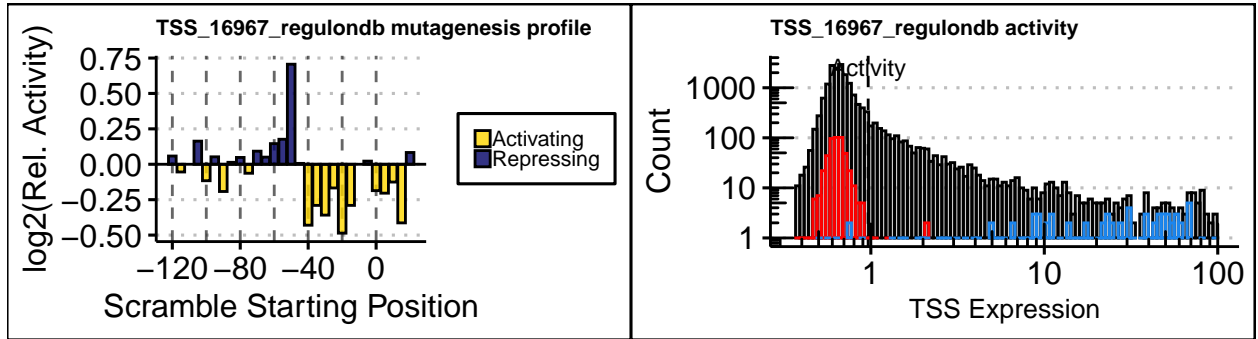 TSS_16967_regulondb mutagenesis profile
log2(Rel. Activity)
0.75
0.50
0.25
0.00
−0.25
−0.50
−120
−80
−40
0
Scramble Starting Position
Activating
Repressing
TSS_16967_regulondb activity
Activity
Count
1000
100
10
1
1
10
100
TSS Expression